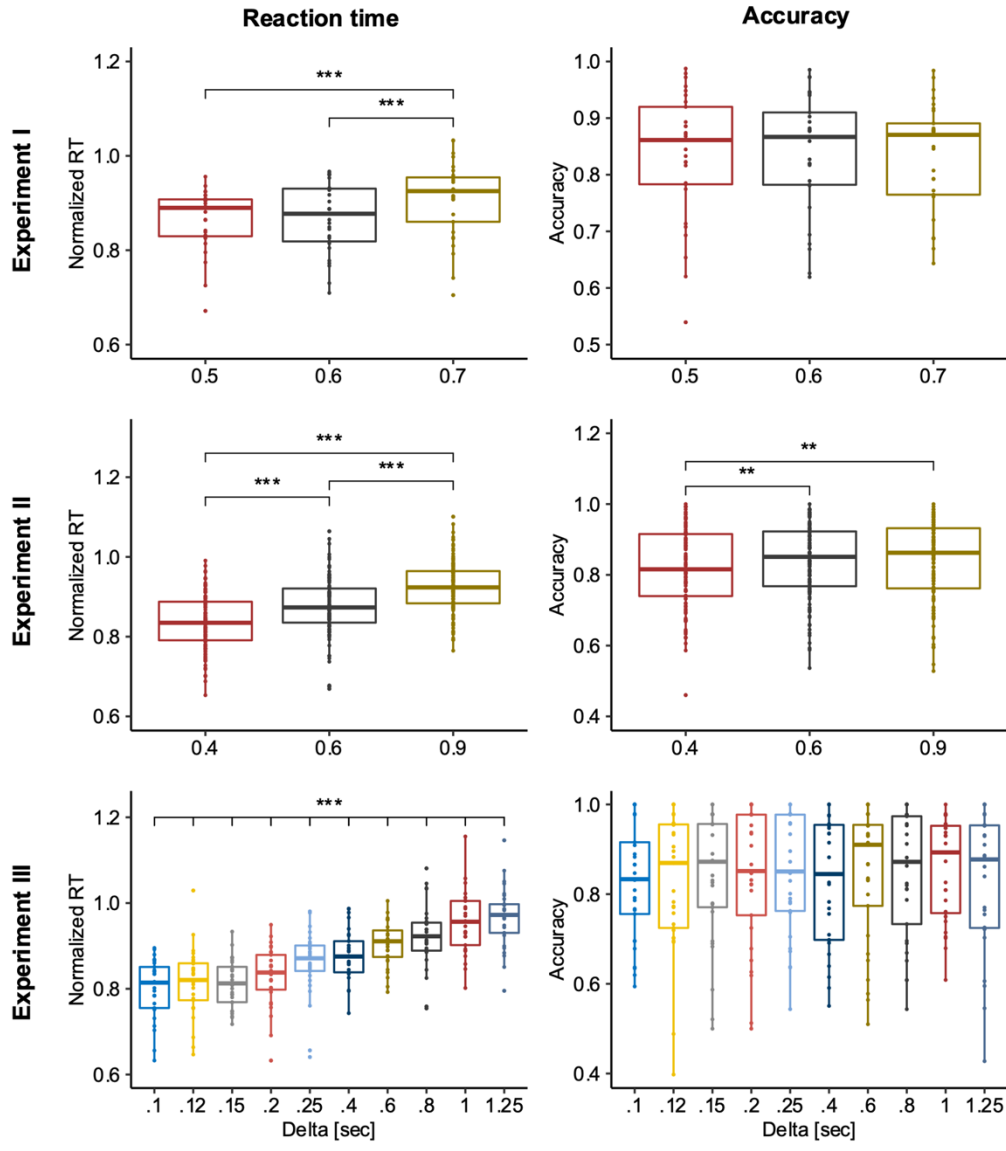 Reaction time
Accuracy
Experiment I
Normalized RT
1.2
1.0
0.8
0.6
***
***
0.5 0.6 0.7
Accuracy
1.0
0.9
0.8
0.7
0.6
0.5
0.5 0.6 0.7
Experiment II
Normalized RT
1.2
1.0
0.8
0.6
***
***
***
0.4 0.6 0.9
Accuracy
1.2
1.0
0.8
0.6
0.4
**
**
0.4 0.6 0.9
Experiment III
Normalized RT
1.2
1.0
0.8
0.6
***
.1 .12 .15 .2 .25 .4 .6 .8 1 1.25
Delta [sec]
Accuracy
1.0
0.8
0.6
0.4
.1 .12 .15 .2 .25 .4 .6 .8 1 1.25
Delta [sec]